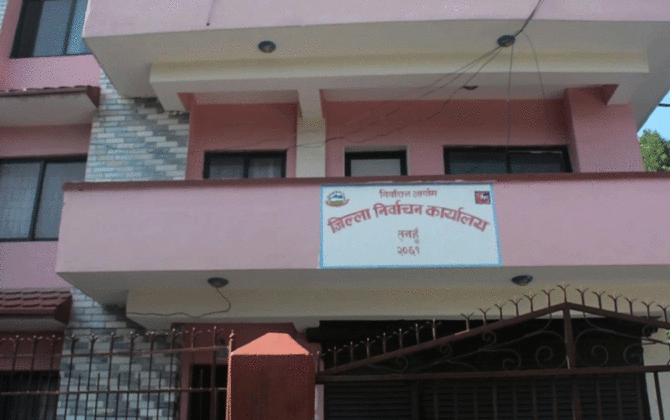 निर्वाचन आयोग
जिल्ला निर्वाचन कार्यालय
तनहुँ
२०६१